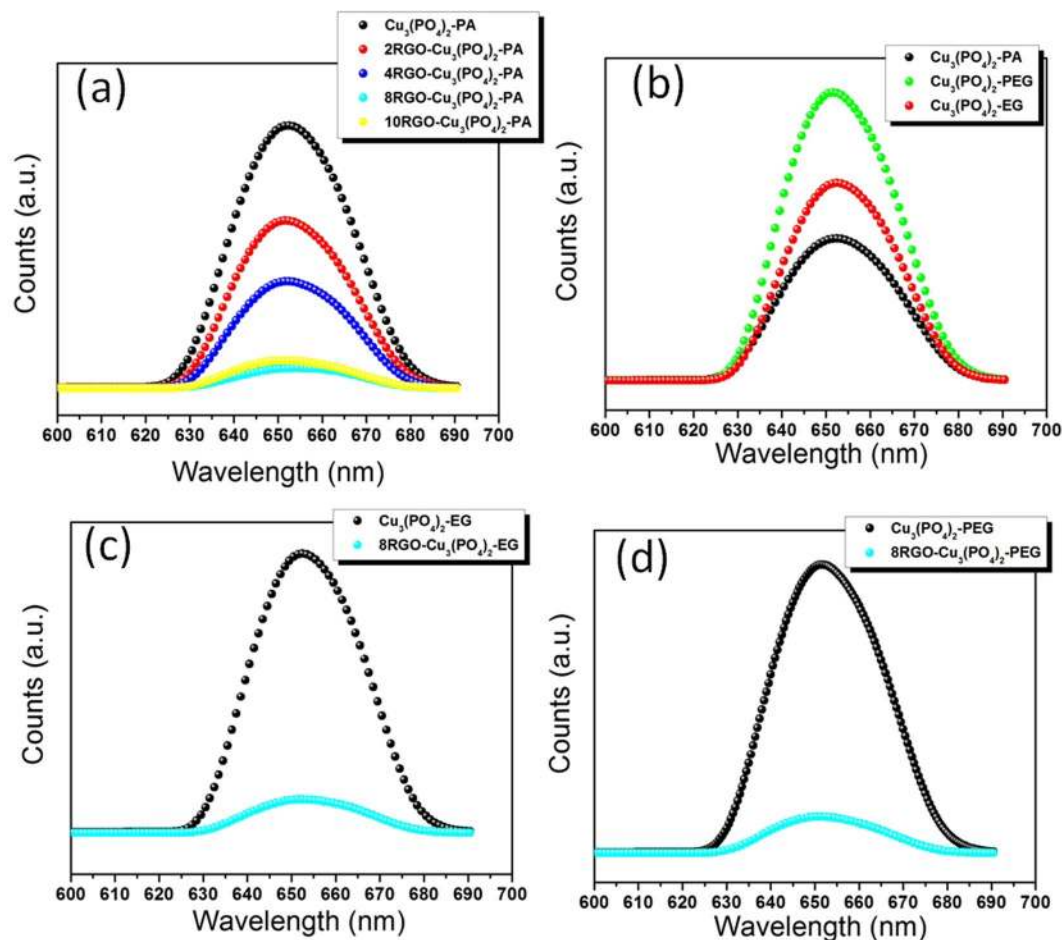 (a)
Cu₃(PO₄)₂-PA
2RGO-Cu₃(PO₄)₂-PA
4RGO-Cu₃(PO₄)₂-PA
8RGO-Cu₃(PO₄)₂-PA
10RGO-Cu₃(PO₄)₂-PA
Counts (a.u.)
600 610 620 630 640 650 660 670 680 690 700
Wavelength (nm)
(b)
Cu₃(PO₄)₂-PA
Cu₃(PO₄)₂-PEG
Cu₃(PO₄)₂-EG
Counts (a.u.)
600 610 620 630 640 650 660 670 680 690 700
Wavelength (nm)
(c)
Cu₃(PO₄)₂-EG
8RGO-Cu₃(PO₄)₂-EG
Counts (a.u.)
600 610 620 630 640 650 660 670 680 690 700
Wavelength (nm)
(d)
Cu₃(PO₄)₂-PEG
8RGO-Cu₃(PO₄)₂-PEG
Counts (a.u.)
600 610 620 630 640 650 660 670 680 690 700
Wavelength (nm)